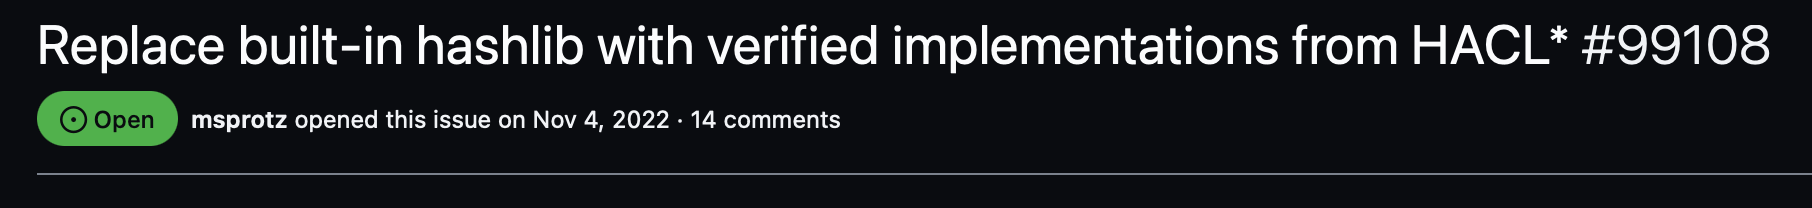 Replace built-in hashlib with verified implementations from HACL* #99108
Open msprotz opened this issue on Nov 4, 2022 · 14 comments